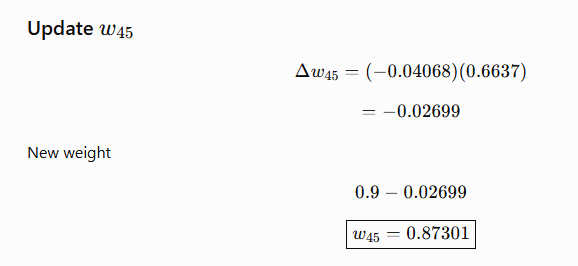 Update w₄₅
Δw₄₅ = (−0.04068)(0.6637)
= −0.02699
New weight
0.9 − 0.02699
w₄₅ = 0.87301